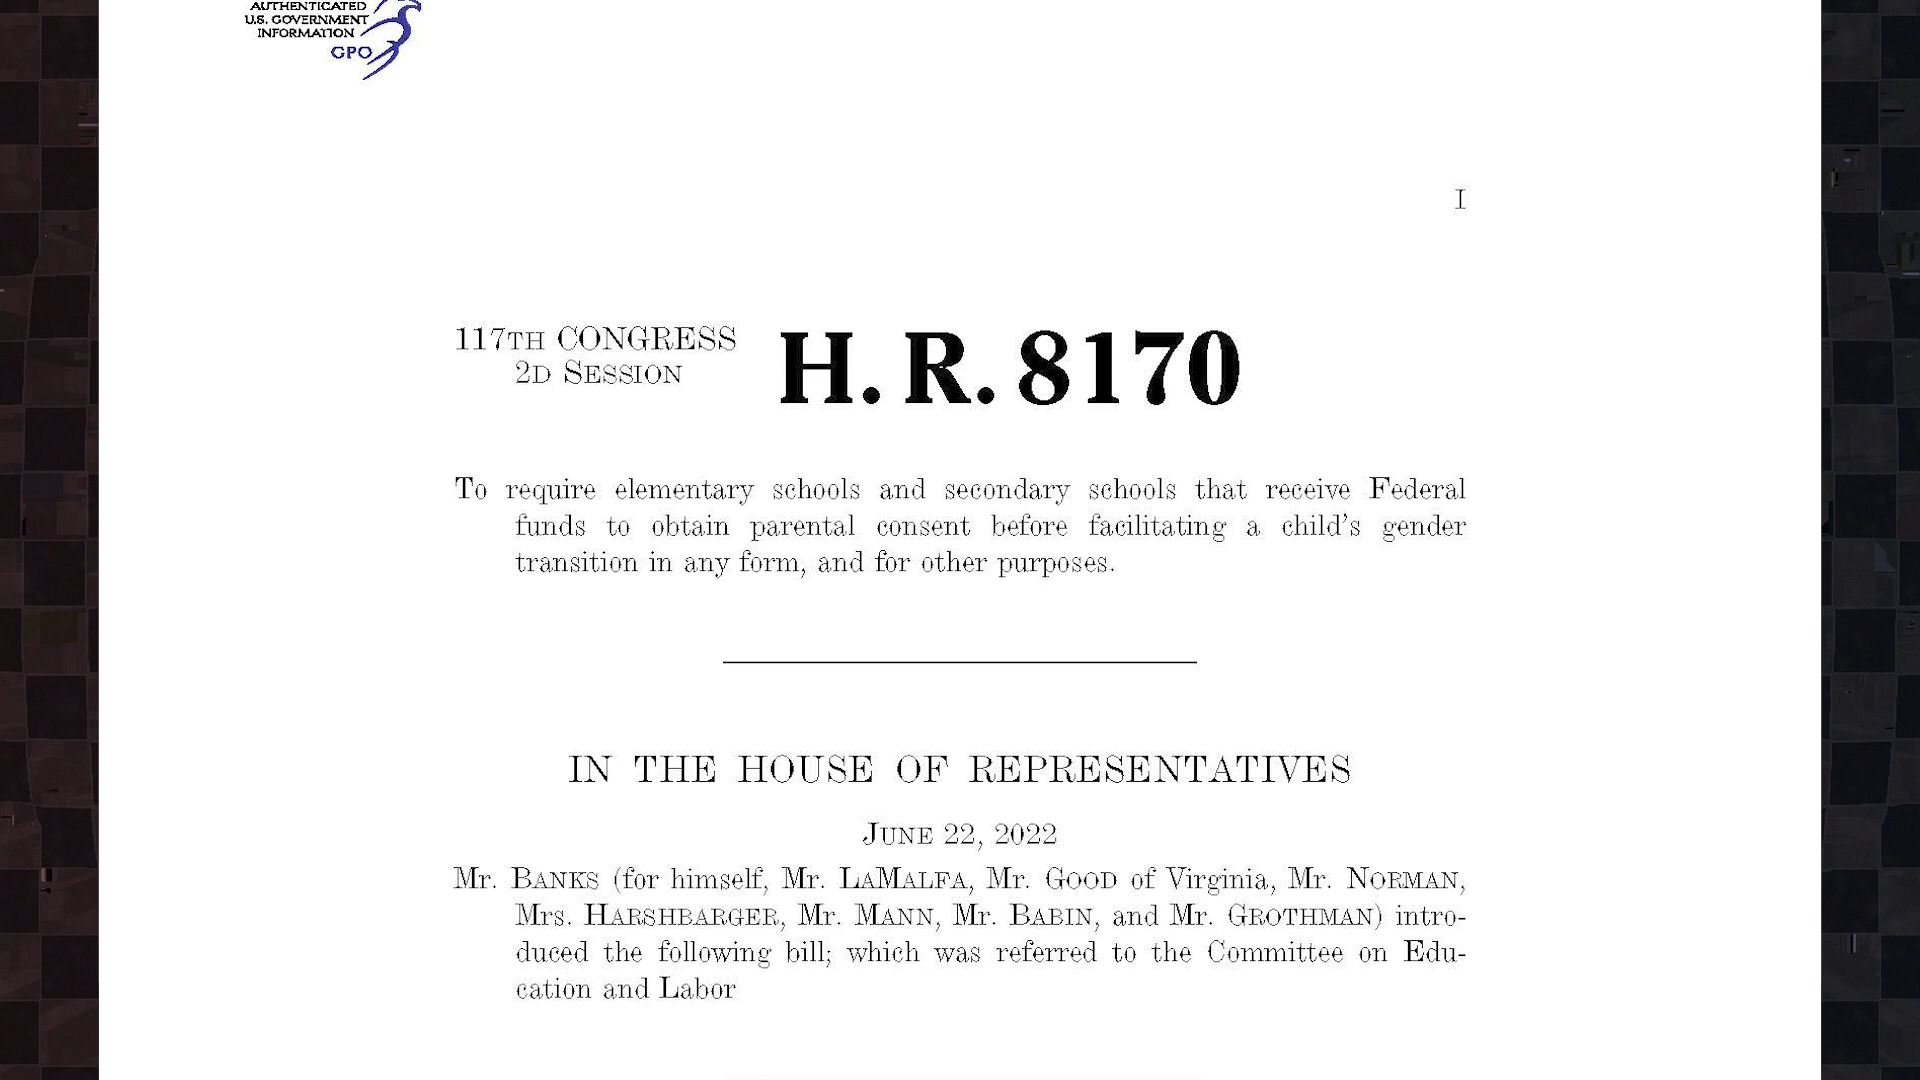 AUTHENTICATED
U.S. GOVERNMENT
INFORMATION
GPO
I
117TH CONGRESS
2D SESSION
H. R. 8170
To require elementary schools and secondary schools that receive Federal
funds to obtain parental consent before facilitating a child's gender
transition in any form, and for other purposes.
IN THE HOUSE OF REPRESENTATIVES
JUNE 22, 2022
Mr. BANKS (for himself, Mr. LAMALFA, Mr. GOOD of Virginia, Mr. NORMAN,
Mrs. HARSHBARGER, Mr. MANN, Mr. BABIN, and Mr. GROTHMAN) intro-
duced the following bill; which was referred to the Committee on Edu-
cation and Labor